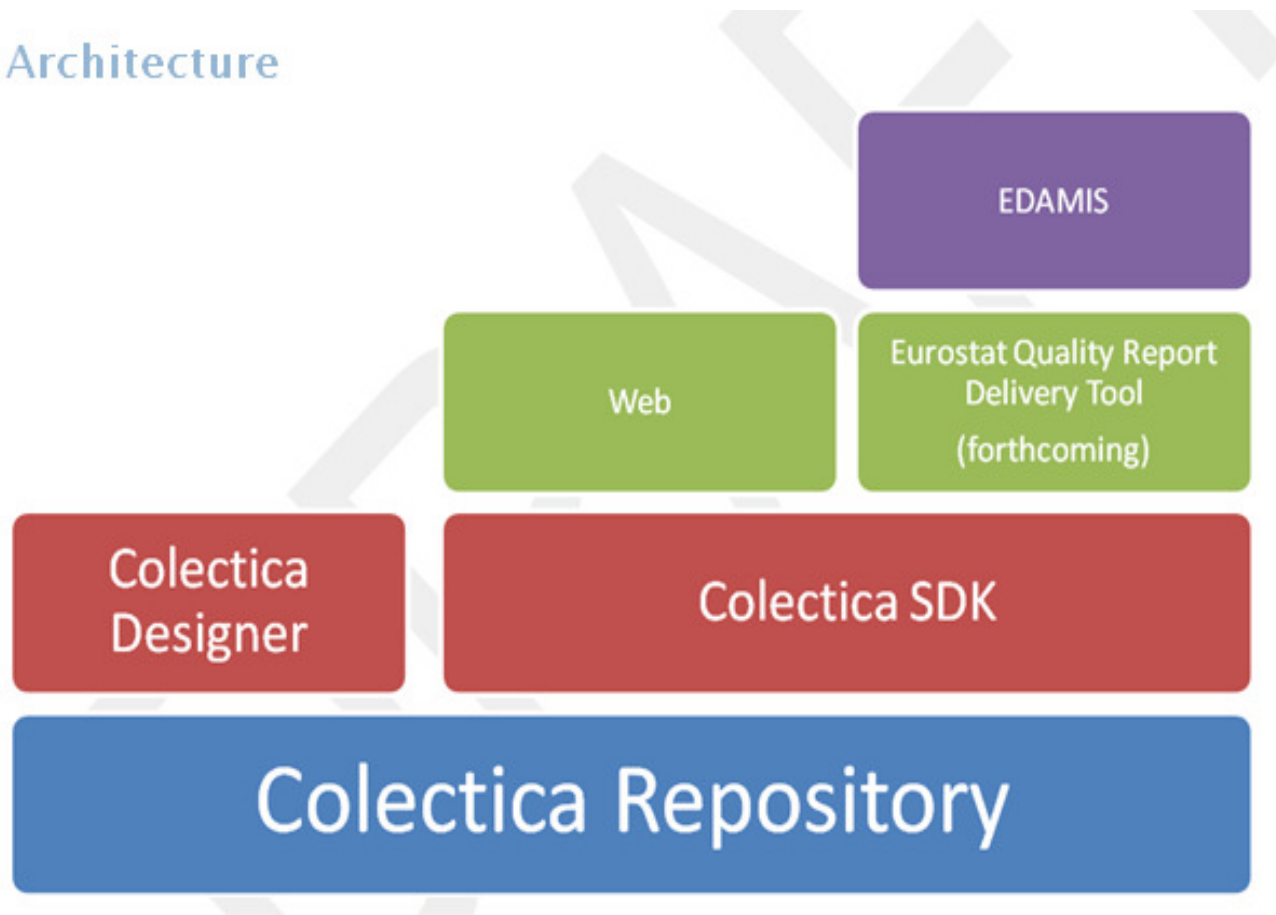 Architecture
EDAMIS
Web
Eurostat Quality Report
Delivery Tool
(forthcoming)
Colectica
Designer
Colectica SDK
Colectica Repository